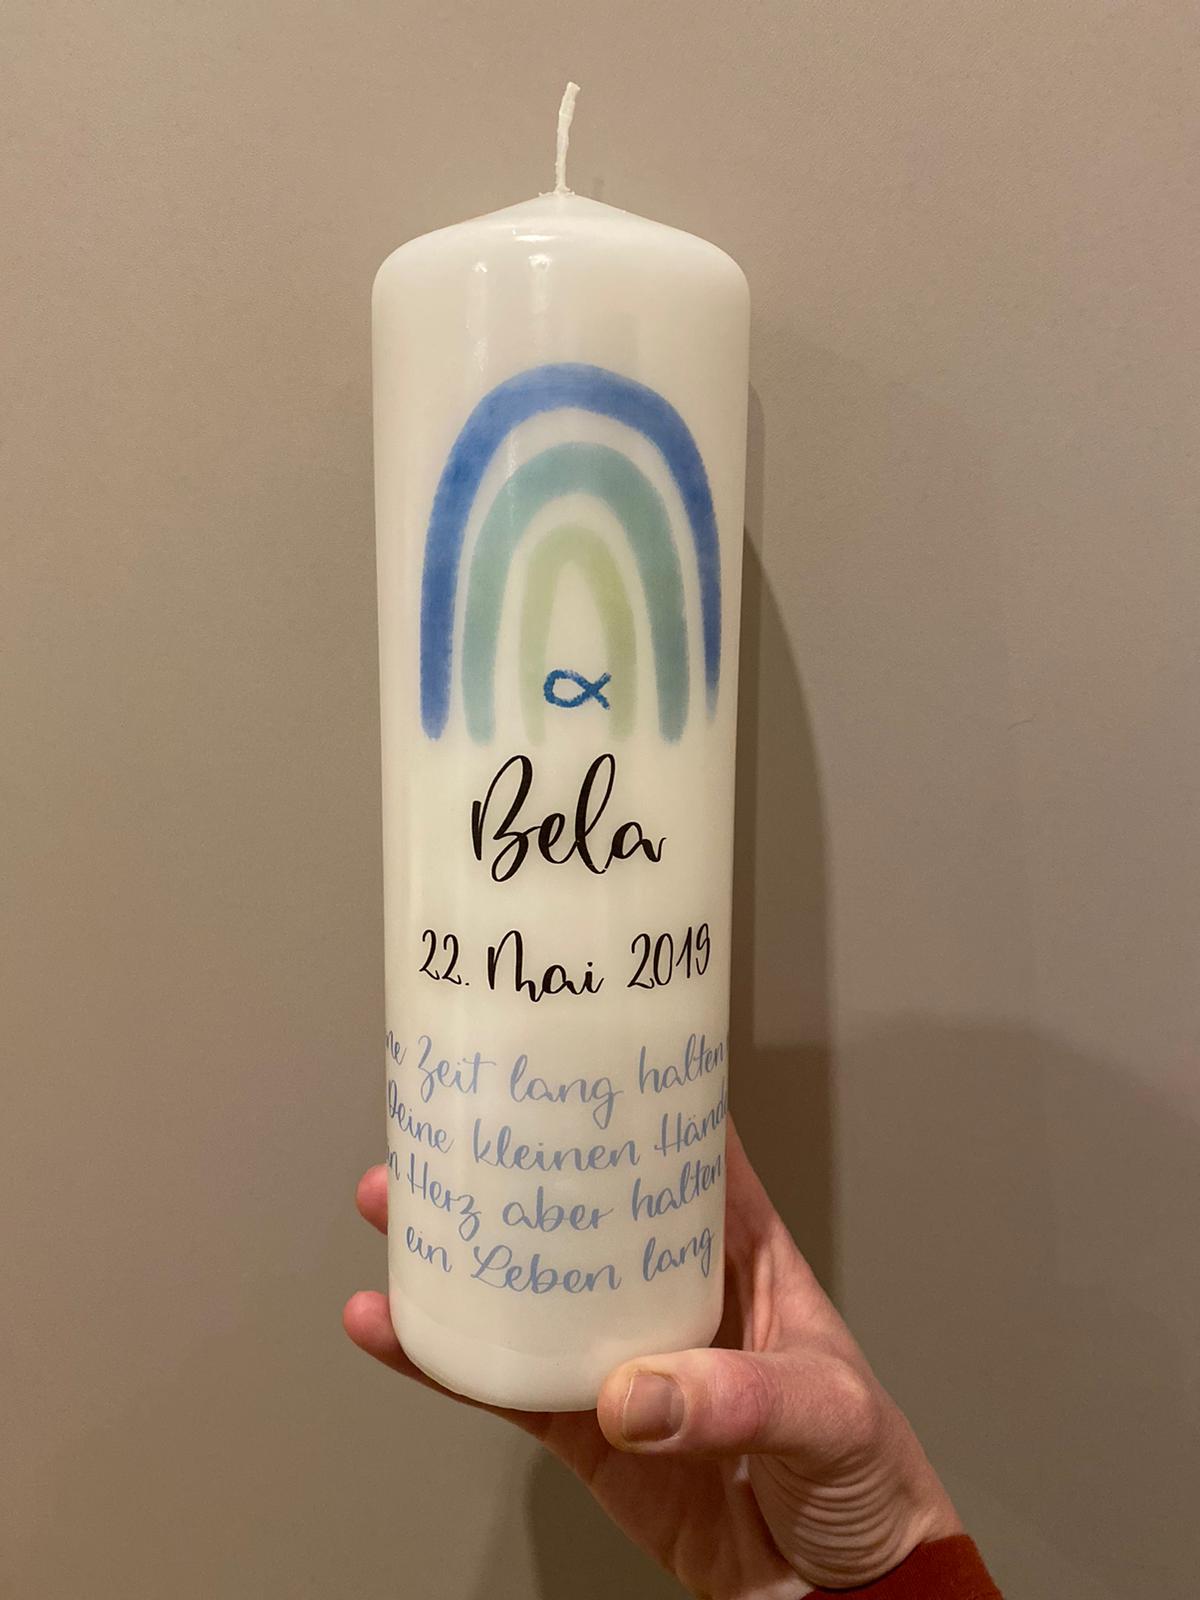 Bela
22. Mai 2019
Zeit lang halten
Deine kleinen
Herz aber halten
ein Leben lang